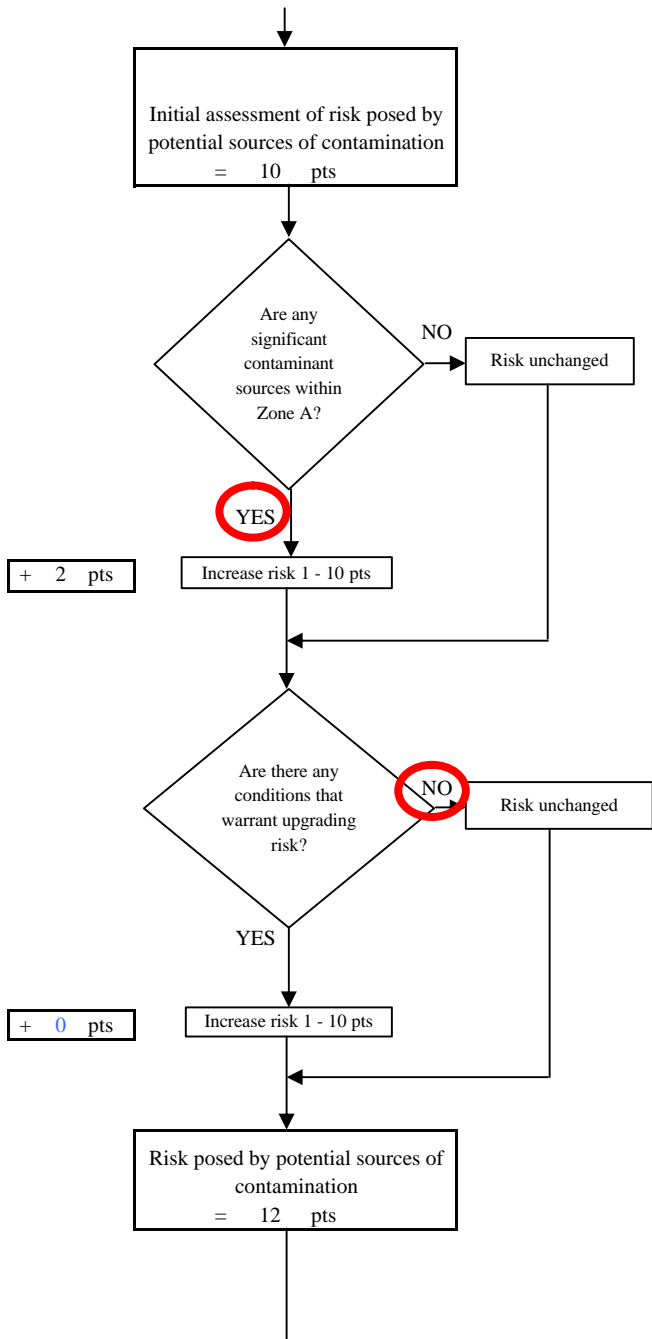 Initial assessment of risk posed by
potential sources of contamination
= 10 pts
Are any
significant
contaminant
sources within
Zone A?
NO
Risk unchanged
YES
+ 2 pts
Increase risk 1 - 10 pts
Are there any
conditions that
warrant upgrading
risk?
NO
Risk unchanged
YES
+ 0 pts
Increase risk 1 - 10 pts
Risk posed by potential sources of
contamination
= 12 pts